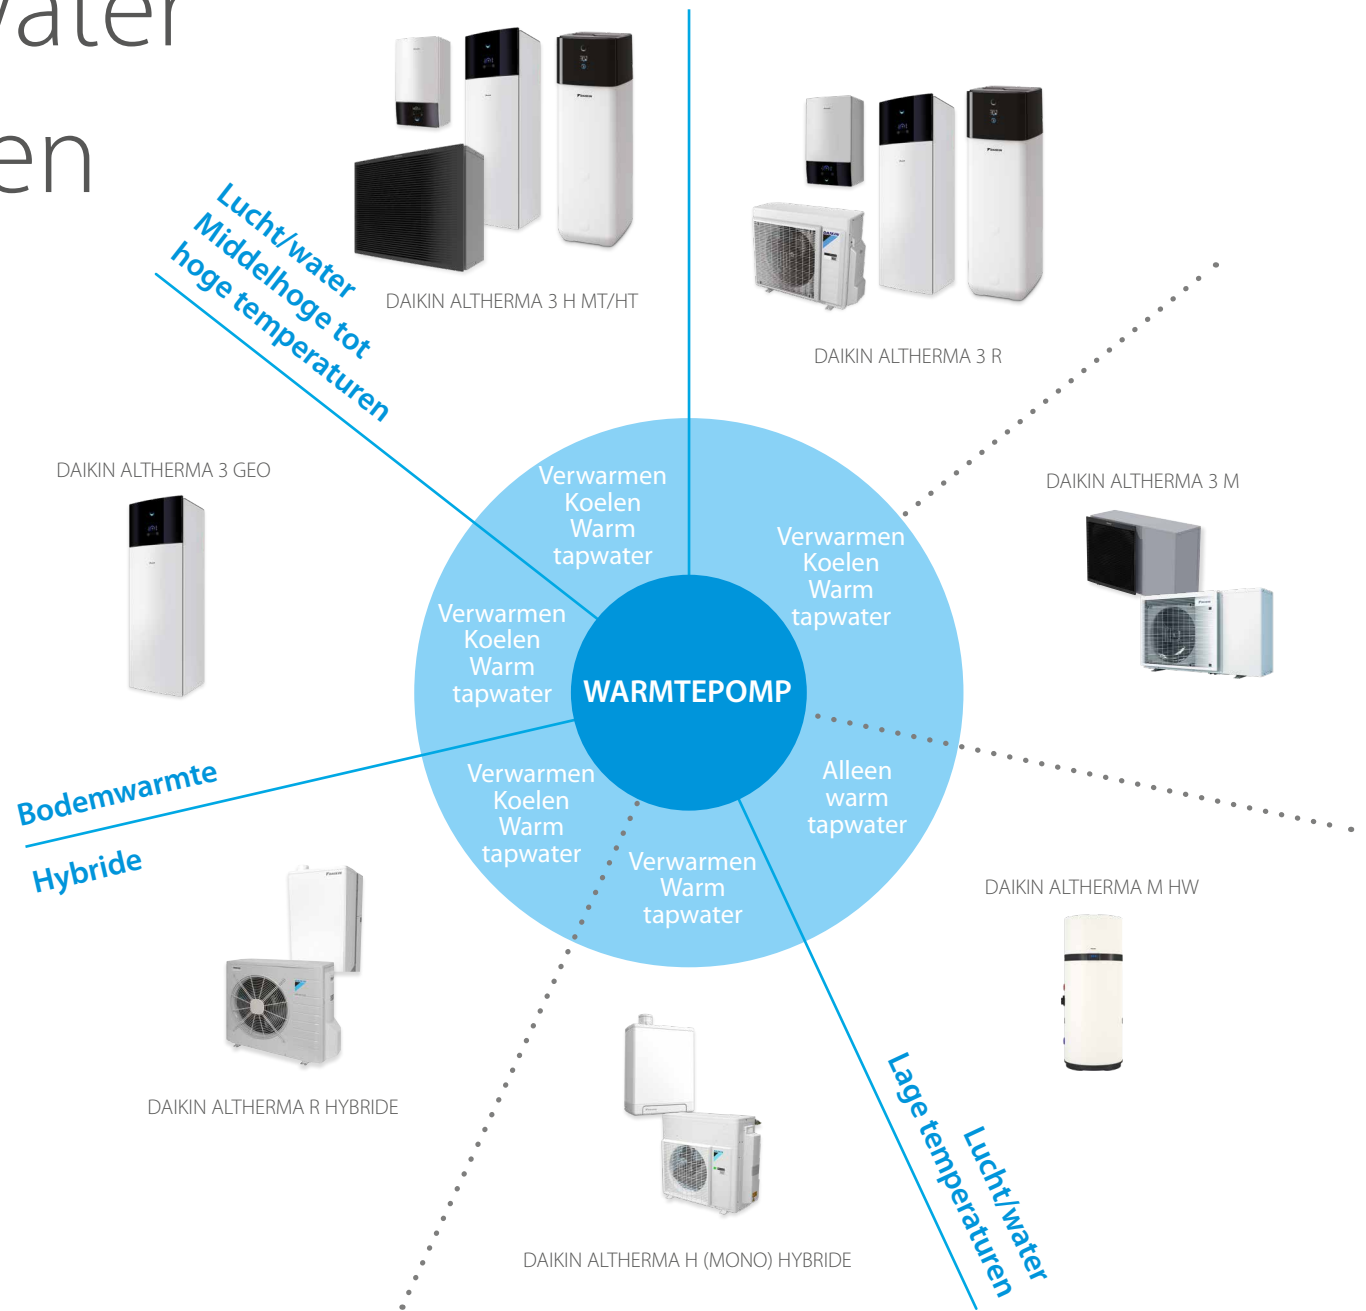 water
en
Lucht/water
Middelhoge tot
hoge temperaturen
DAIKIN ALTHERMA 3 H MT/HT
DAIKIN ALTHERMA 3 R
DAIKIN ALTHERMA 3 GEO
DAIKIN ALTHERMA 3 M
Verwarmen
Koelen
Warm
tapwater
Verwarmen
Koelen
Warm
tapwater
Verwarmen
Koelen
Warm
tapwater
WARMTEPOMP
Bodemwarmte
Hybride
Verwarmen
Koelen
Warm
tapwater
Alleen
warm
tapwater
Verwarmen
Warm
tapwater
DAIKIN ALTHERMA M HW
DAIKIN ALTHERMA R HYBRIDE
Lucht/water
Lage temperaturen
DAIKIN ALTHERMA H (MONO) HYBRIDE